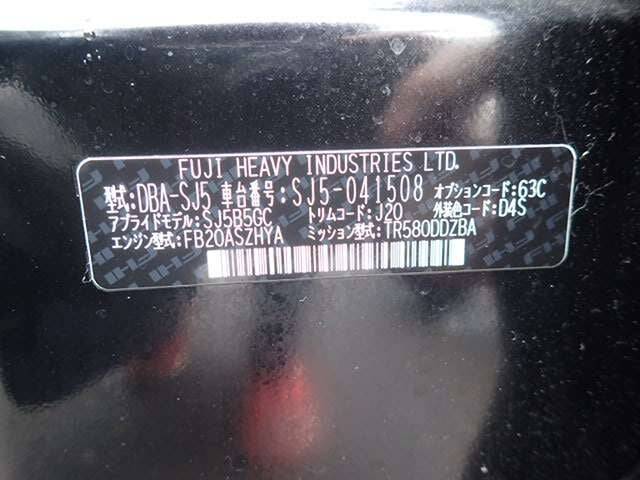 FUJI HEAVY INDUSTRIES LTD.
型式:DBA-SJ5 車台番号:SJ5-041508 オプションコード:63C
アプライドモデル:SJ5B5GC トリムコード:J20 外装色コード:D4S
エンジン型式:FB20ASZHYA ミッション型式:TR580DDZBA